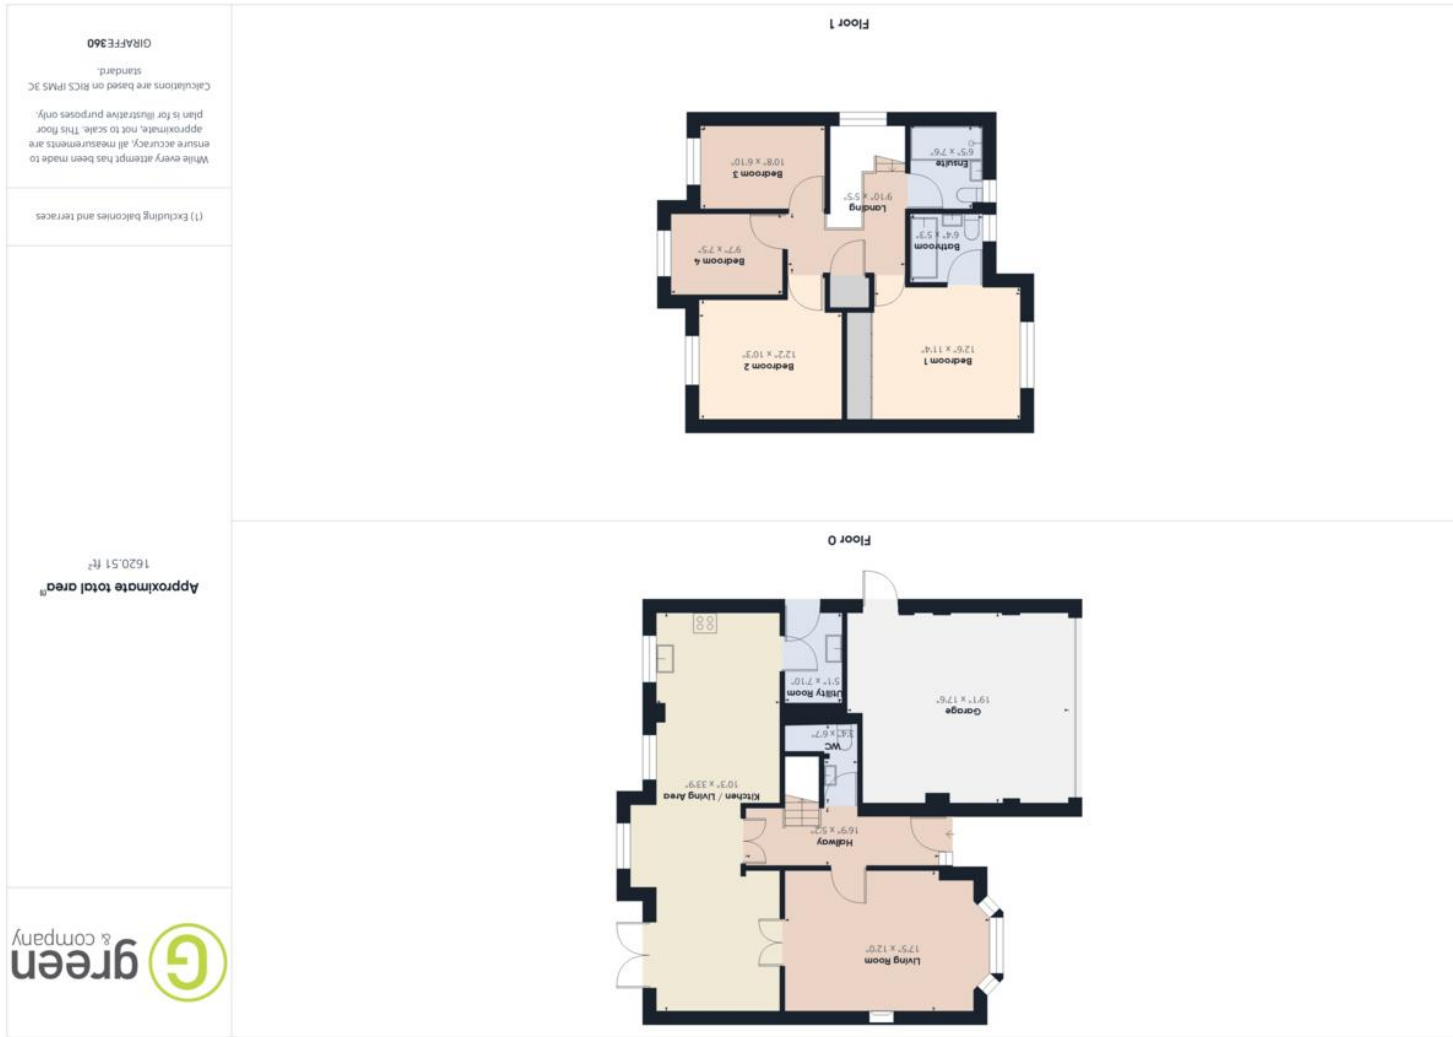 Living Room
17'5" x 12'0"
Hallway
16'9" x 5'2"
Kitchen / Living Area
10'3" x 33'9"
WC
3'4" x 6'7"
Garage
19'1" x 17'6"
Utility Room
5'1" x 7'10"
Floor 0
Bedroom 1
12'6" x 11'4"
Bedroom 2
12'2" x 10'3"
Bathroom
6'4" x 5'3"
Bedroom 4
9'7" x 7'5"
Landing
9'10" x 5'5"
Ensuite
6'5" x 7'6"
Bedroom 3
10'8" x 6'10"
Floor 1
G green
& company
Approximate total area⁽¹⁾
1620.51 ft²
(1) Excluding balconies and terraces
While every attempt has been made to
ensure accuracy, all measurements are
approximate, not to scale. This floor
plan is for illustrative purposes only.
Calculations are based on RICS IPMS 3C
standard.
GIRAFFE360